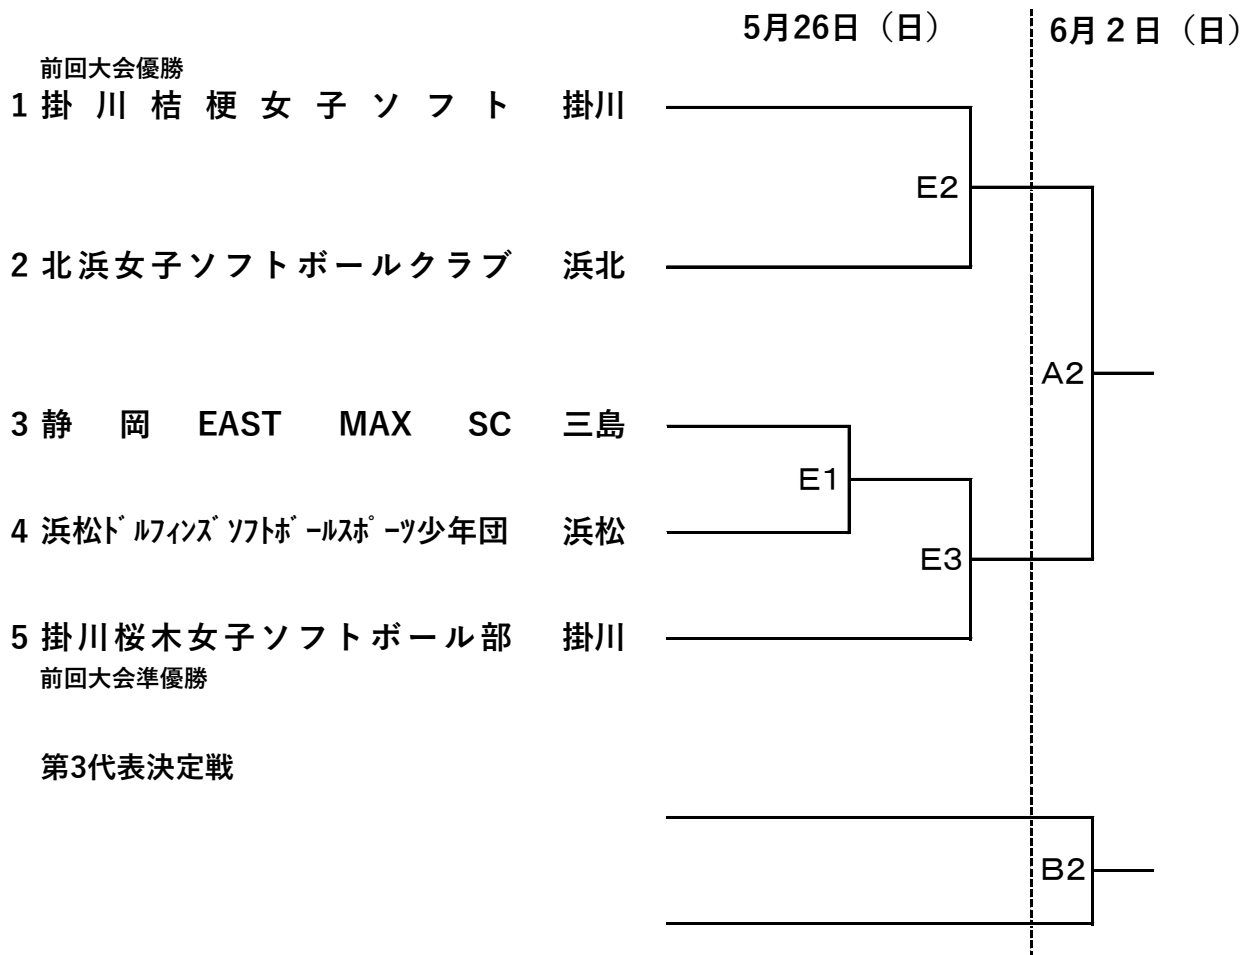 5月26日（日） 6月２日（日）
前回大会優勝
1 掛川桔梗女子ソフト 掛川
E2
2 北浜女子ソフトボールクラブ 浜北
A2
3 静岡 EAST MAX SC 三島
E1
4 浜松ﾄﾞﾙﾌｨﾝｽﾞｿﾌﾄﾎﾞｰﾙｽﾎﾟｰﾂ少年団 浜松
E3
5 掛川桜木女子ソフトボール部 掛川
前回大会準優勝
第3代表決定戦
B2